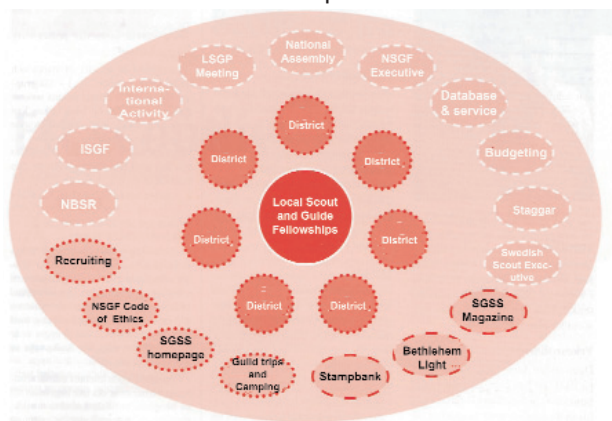 National
Assembly
LSGP
Meeting
NSGF
Executive
Interna-
tional
Activity
Database
& service
District
District
District
ISGF
Budgeting
Local Scout
and Guide
Fellowships
NBSR
Staggar
District
District
Recruiting
Swedish
Scout Exec-
utive
NSGF Code
of Ethics
District
District
SGSS
Magazine
SGSS
homepage
Bethlehem
Light ...
Guild trips
and
Camping
Stampbank